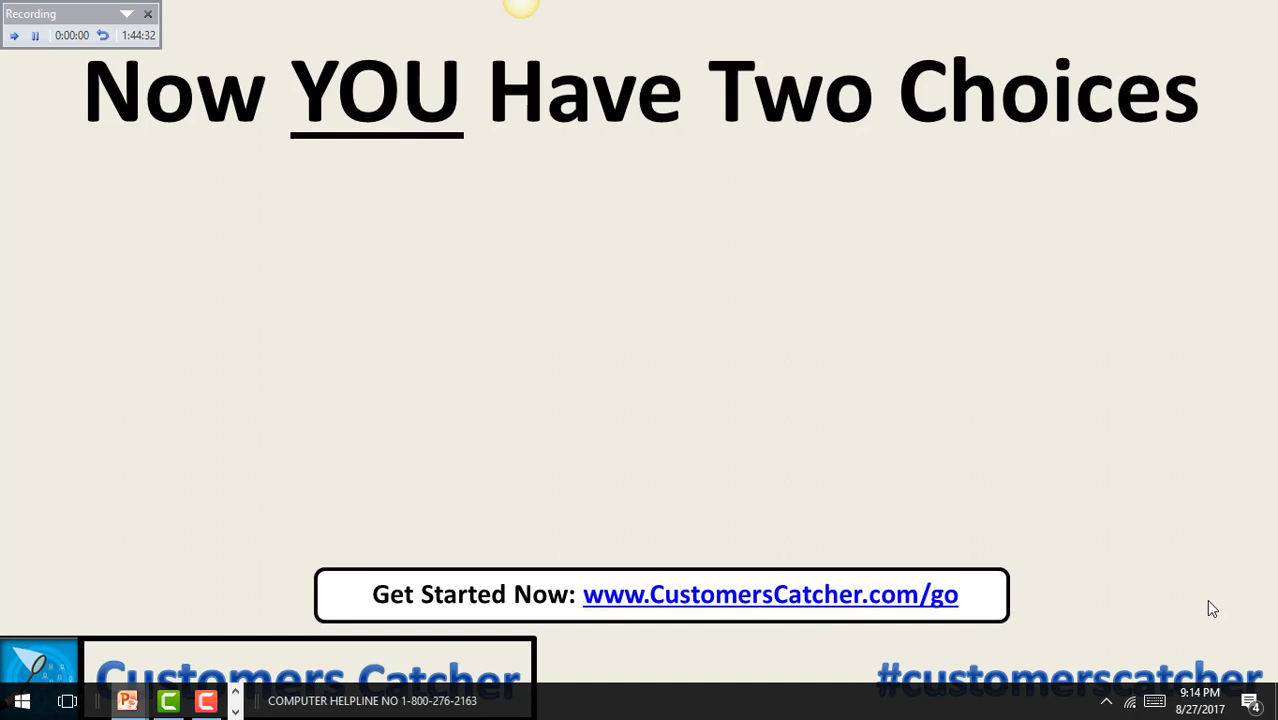 Recording
0:00:00 1:44:32
Now YOU Have Two Choices
Get Started Now: www.CustomersCatcher.com/go
Customers Catcher
#customerscatcher
COMPUTER HELPLINE NO 1-800-276-2163
9:14 PM
8/27/2017
4